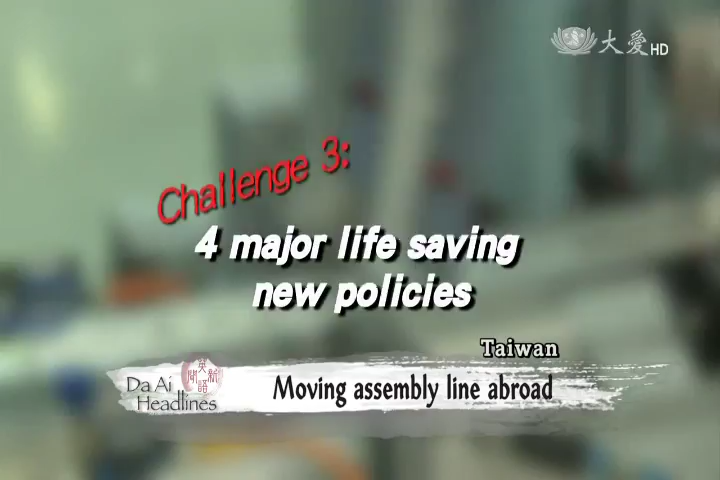 大愛HD
Challenge 3:
4 major life saving
new policies
Taiwan
Da Ai
Headlines
Moving assembly line abroad